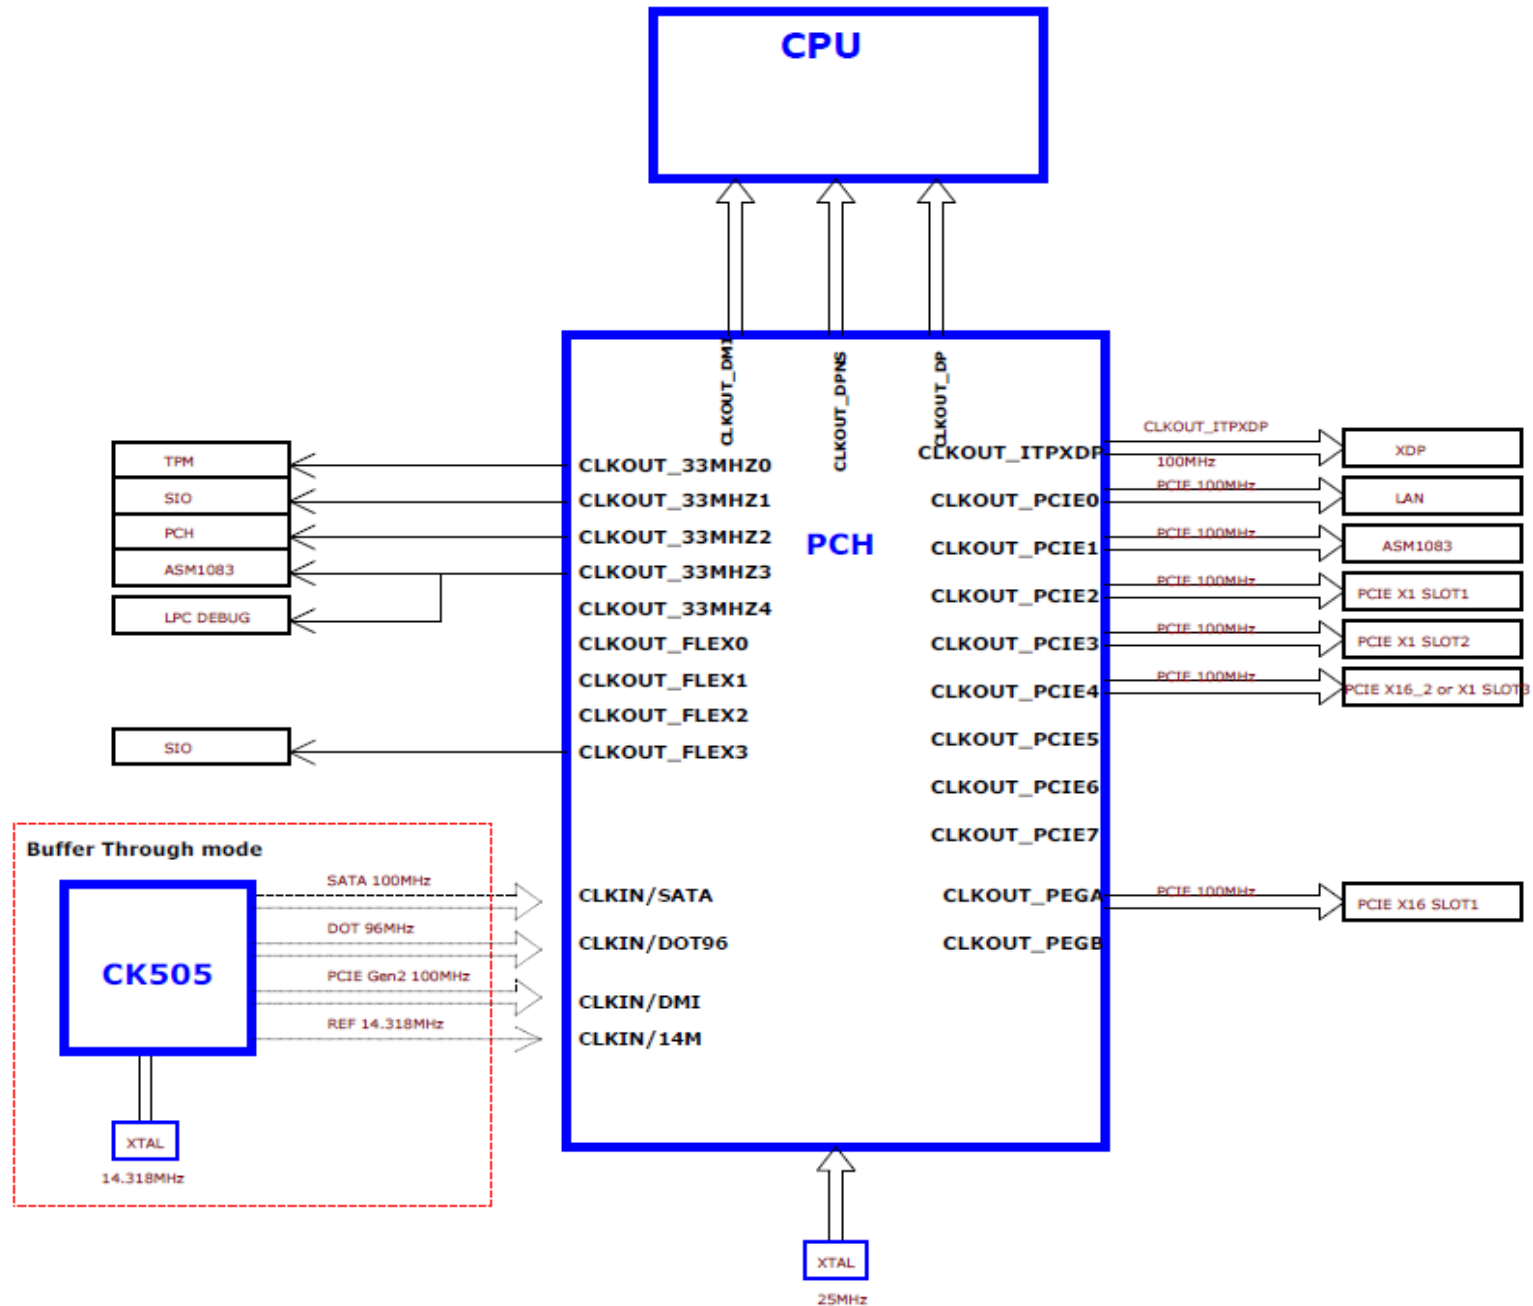 CPU
CLKOUT_DMI
CLKOUT_DPNS
CLKOUT_DP
PCH
TPM
SIO
PCH
ASM1083
LPC DEBUG
SIO
CLKOUT_33MHZ0
CLKOUT_33MHZ1
CLKOUT_33MHZ2
CLKOUT_33MHZ3
CLKOUT_33MHZ4
CLKOUT_FLEX0
CLKOUT_FLEX1
CLKOUT_FLEX2
CLKOUT_FLEX3
CLKIN/SATA
CLKIN/DOT96
CLKIN/DMI
CLKIN/14M
CLKOUT_ITPXDP
CLKOUT_PCIE0
CLKOUT_PCIE1
CLKOUT_PCIE2
CLKOUT_PCIE3
CLKOUT_PCIE4
CLKOUT_PCIE5
CLKOUT_PCIE6
CLKOUT_PCIE7
CLKOUT_PEGA
CLKOUT_PEGB
CLKOUT_ITPXDP
100MHz
PCIE 100MHz
PCIE 100MHz
PCIE 100MHz
PCIE 100MHz
PCIE 100MHz
PCIE 100MHz
XDP
LAN
ASM1083
PCIE X1 SLOT1
PCIE X1 SLOT2
PCIE X16_2 or X1 SLOT3
PCIE X16 SLOT1
Buffer Through mode
CK505
SATA 100MHz
DOT 96MHz
PCIE Gen2 100MHz
REF 14.318MHz
XTAL
14.318MHz
XTAL
25MHz